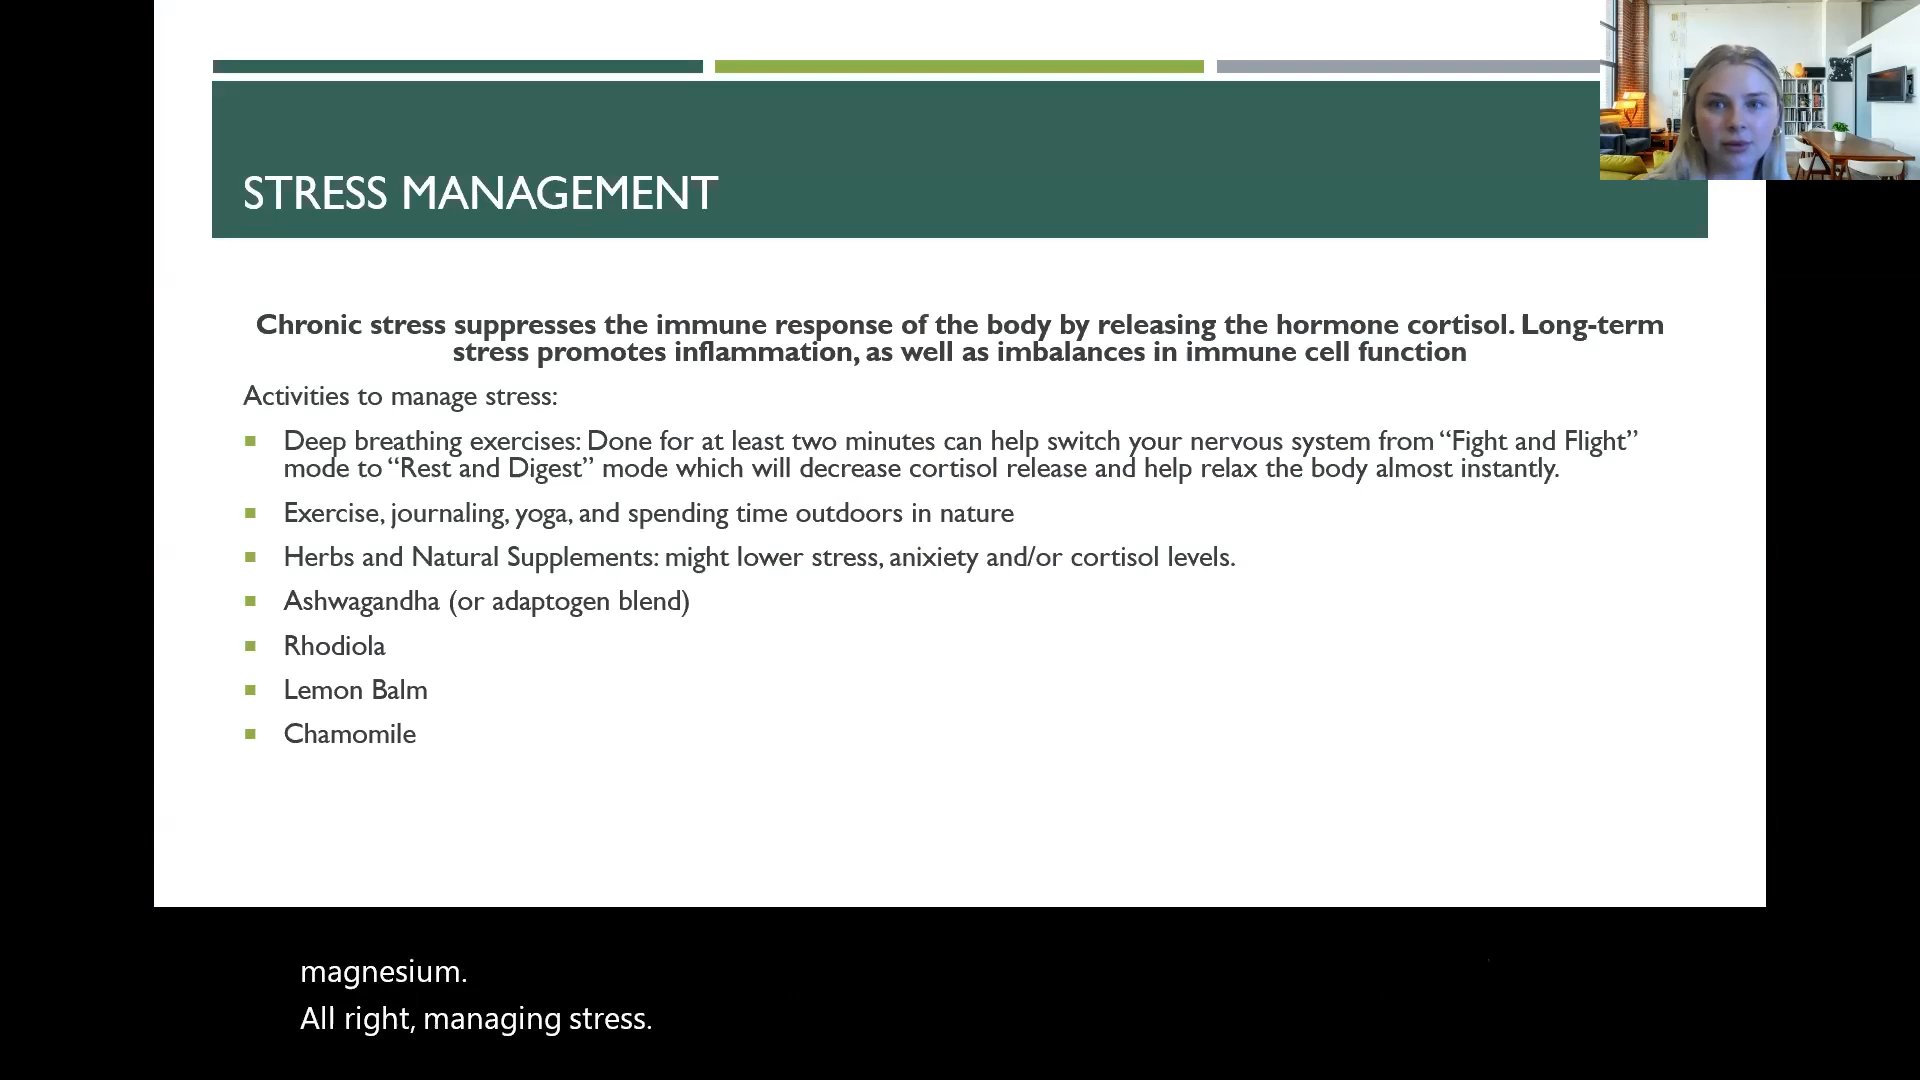 STRESS MANAGEMENT
Chronic stress suppresses the immune response of the body by releasing the hormone cortisol. Long-term
stress promotes inflammation, as well as imbalances in immune cell function
Activities to manage stress:
Deep breathing exercises: Done for at least two minutes can help switch your nervous system from “Fight and Flight”
mode to “Rest and Digest” mode which will decrease cortisol release and help relax the body almost instantly.
Exercise, journaling, yoga, and spending time outdoors in nature
Herbs and Natural Supplements: might lower stress, anixiety and/or cortisol levels.
Ashwagandha (or adaptogen blend)
Rhodiola
Lemon Balm
Chamomile
magnesium.
All right, managing stress.